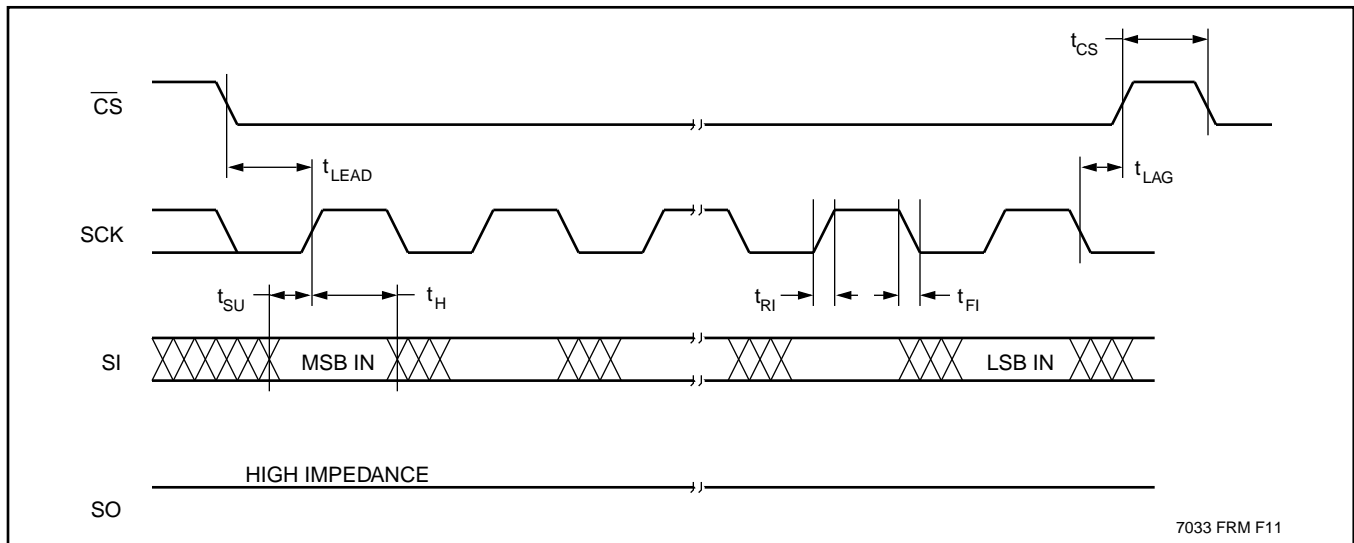 tCS
CS
tLEAD
tLAG
SCK
tSU
tH
tRI
tFI
SI
MSB IN
LSB IN
HIGH IMPEDANCE
SO
7033 FRM F11